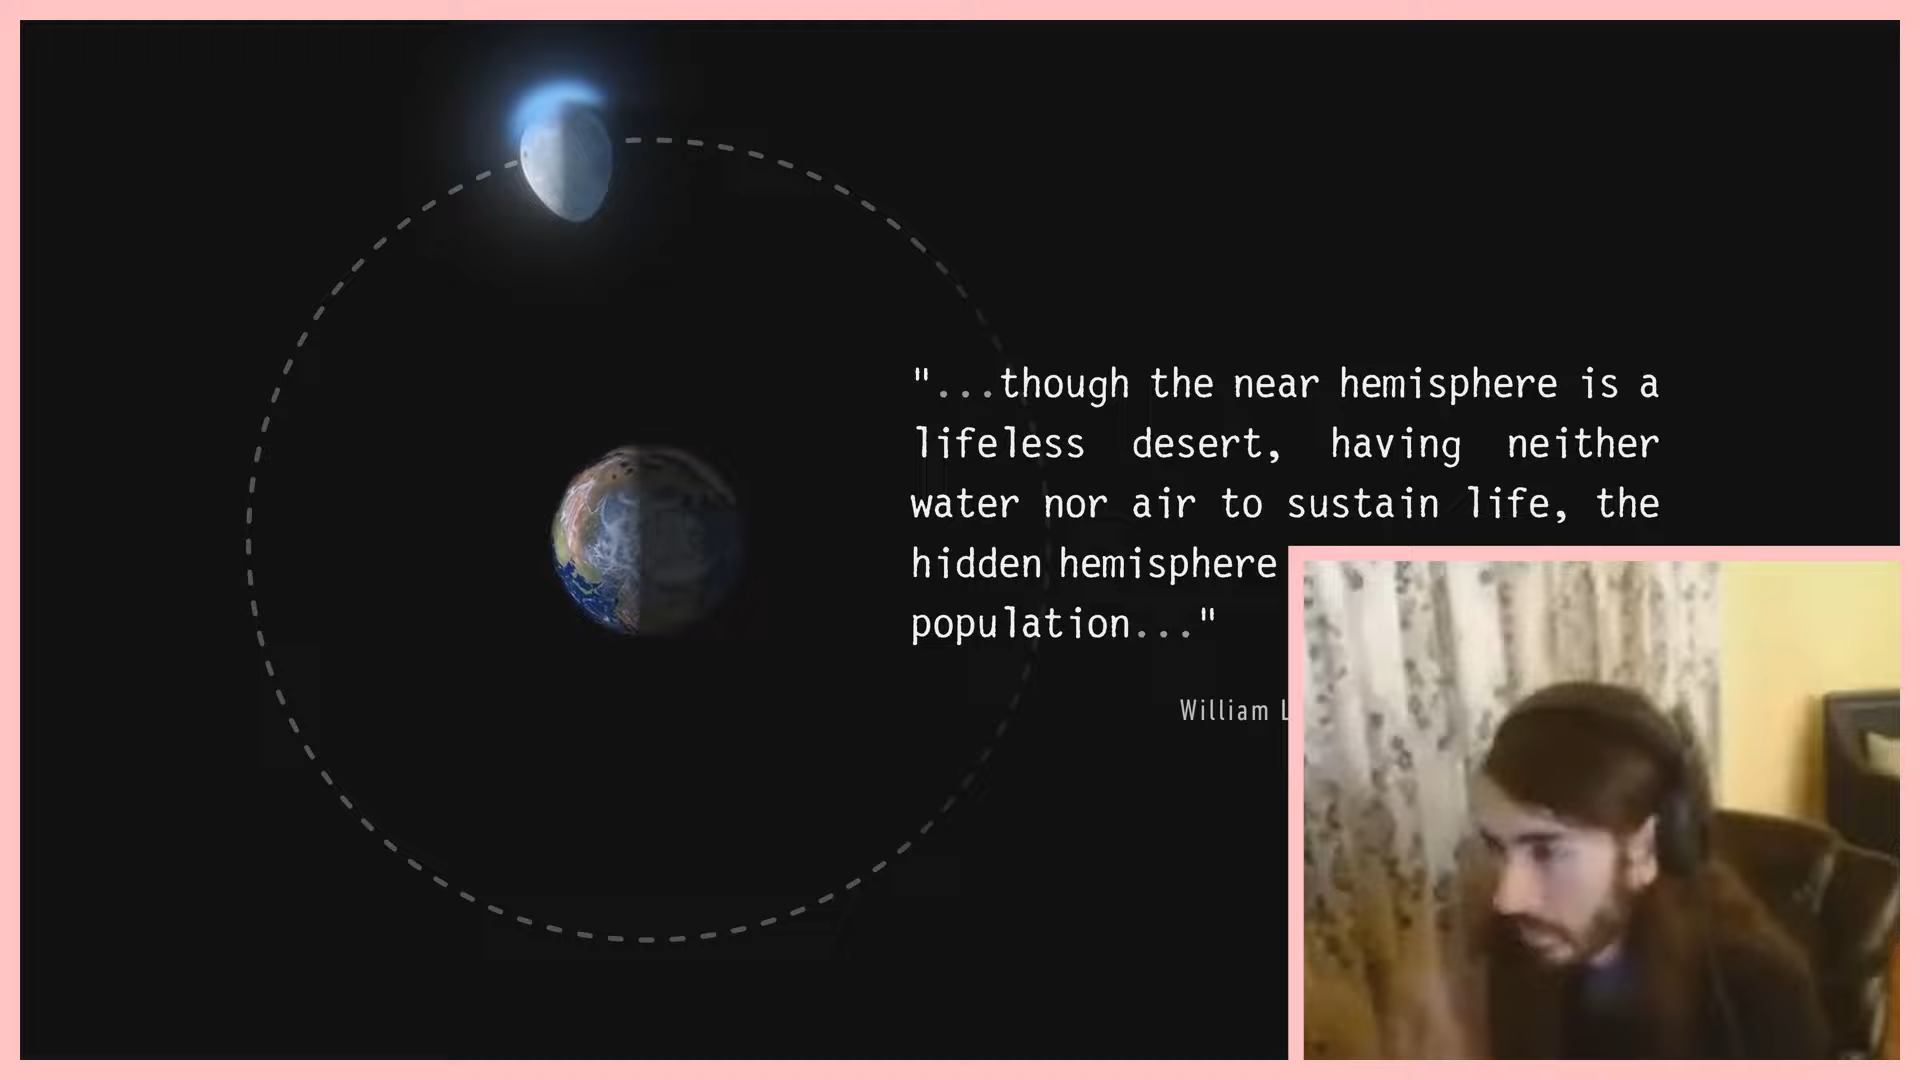 "...though the near hemisphere is a
lifeless desert, having neither
water nor air to sustain life, the
hidden hemisphere
population..."
William L